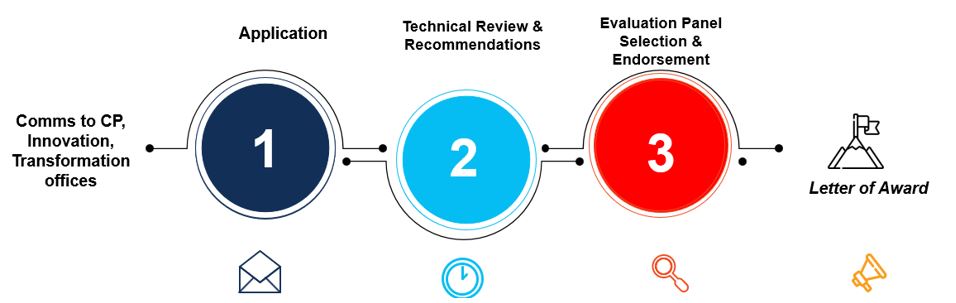 Application
Technical Review &
Recommendations
Evaluation Panel
Selection &
Endorsement
Comms to CP,
Innovation,
Transformation
offices
1
2
3
Letter of Award